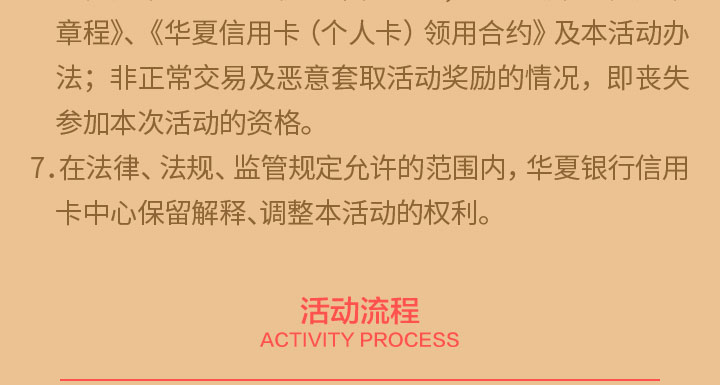 章程》、《华夏信用卡（个人卡）领用合约》及本活动办
法；非正常交易及恶意套取活动奖励的情况，即丧失
参加本次活动的资格。
7.在法律、法规、监管规定允许的范围内，华夏银行信用
卡中心保留解释、调整本活动的权利。
活动流程
ACTIVITY PROCESS